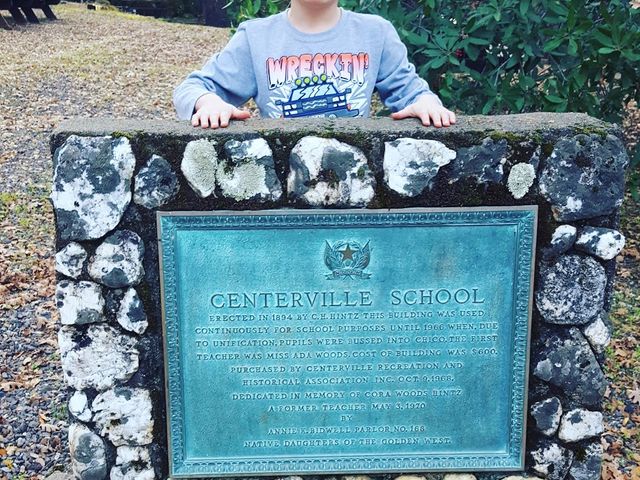 WRECKIN'
CENTERVILLE SCHOOL
ERECTED IN 1894 BY C.H. HINTZ THIS BUILDING WAS USED
CONTINUOUSLY FOR SCHOOL PURPOSES UNTIL 1966 WHEN, DUE
TO UNIFICATION, PUPILS WERE BUSSED INTO CHICO. THE FIRST
TEACHER WAS MISS ADA WOODS. COST OF BUILDING WAS $600.
PURCHASED BY CENTERVILLE RECREATION AND
HISTORICAL ASSOCIATION INC. OCT. 9, 1968.
DEDICATED IN MEMORY OF CORA WOODS HINTZ
A FORMER TEACHER MAY 3, 1970
BY
ANNIE K. BIDWELL PARLOR NO. 168
NATIVE DAUGHTERS OF THE GOLDEN WEST.